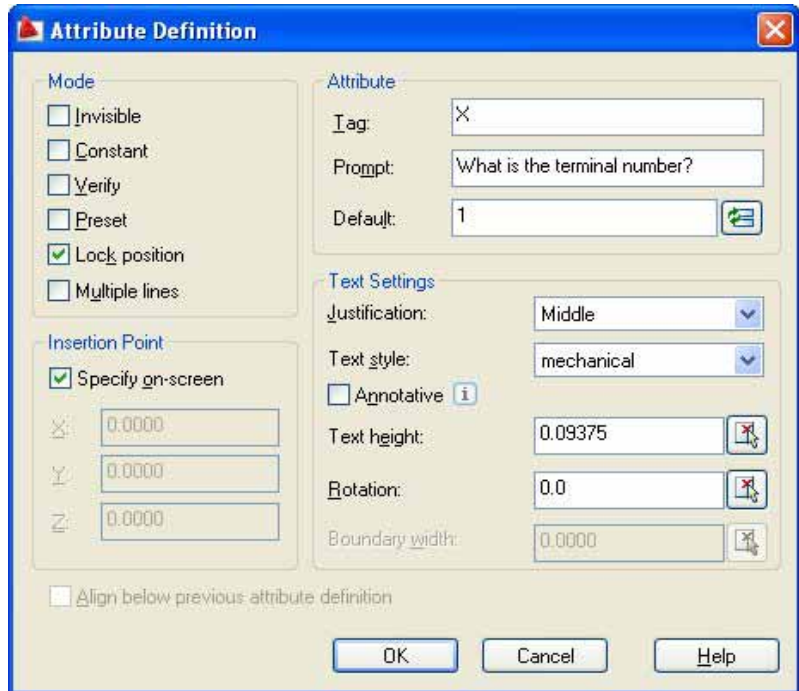 Attribute Definition
Mode
Invisible
Constant
Verify
Preset
Lock position
Multiple lines
Insertion Point
Specify on-screen
X: 0.0000
Y: 0.0000
Z: 0.0000
Attribute
Tag: X
Prompt: What is the terminal number?
Default: 1
Text Settings
Justification: Middle
Text style: mechanical
Annotative i
Text height: 0.09375
Rotation: 0.0
Boundary width: 0.0000
Align below previous attribute definition
OK Cancel Help